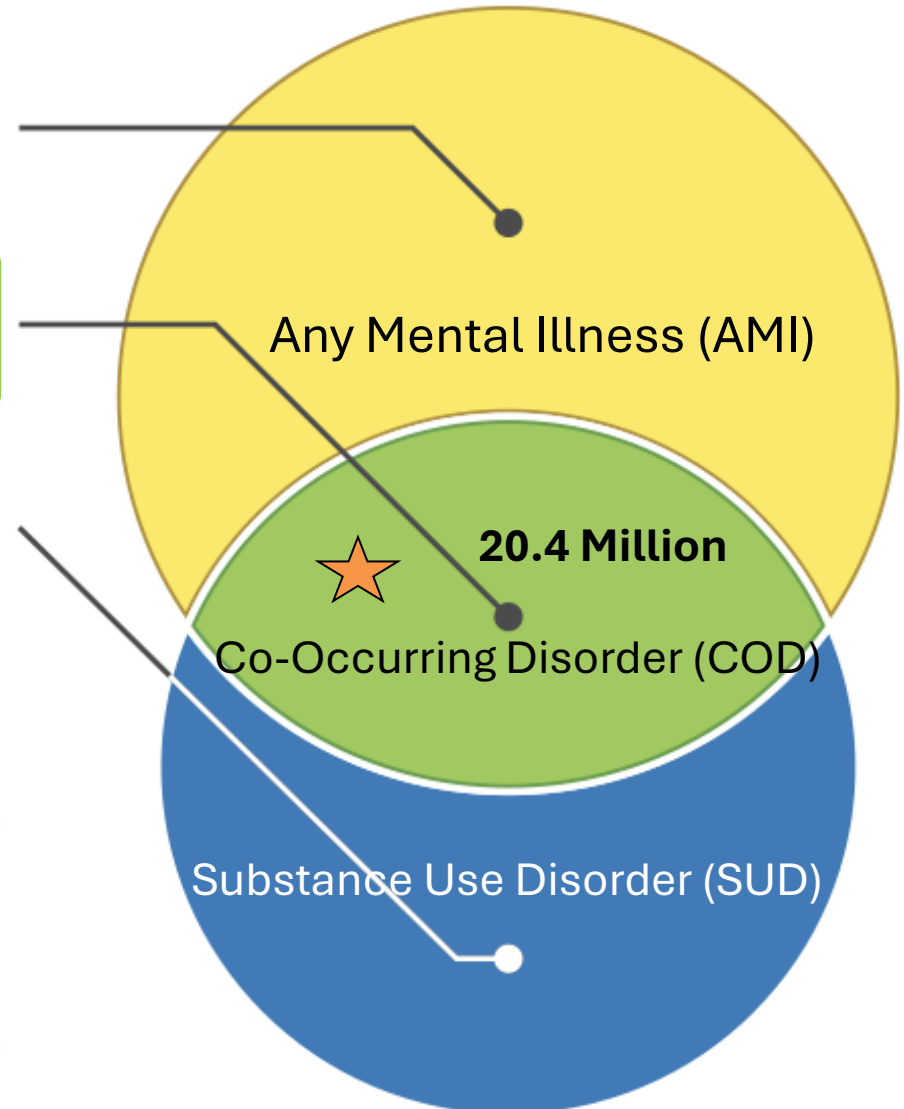 Any Mental Illness (AMI)
20.4 Million
Co-Occurring Disorder (COD)
Substance Use Disorder (SUD)